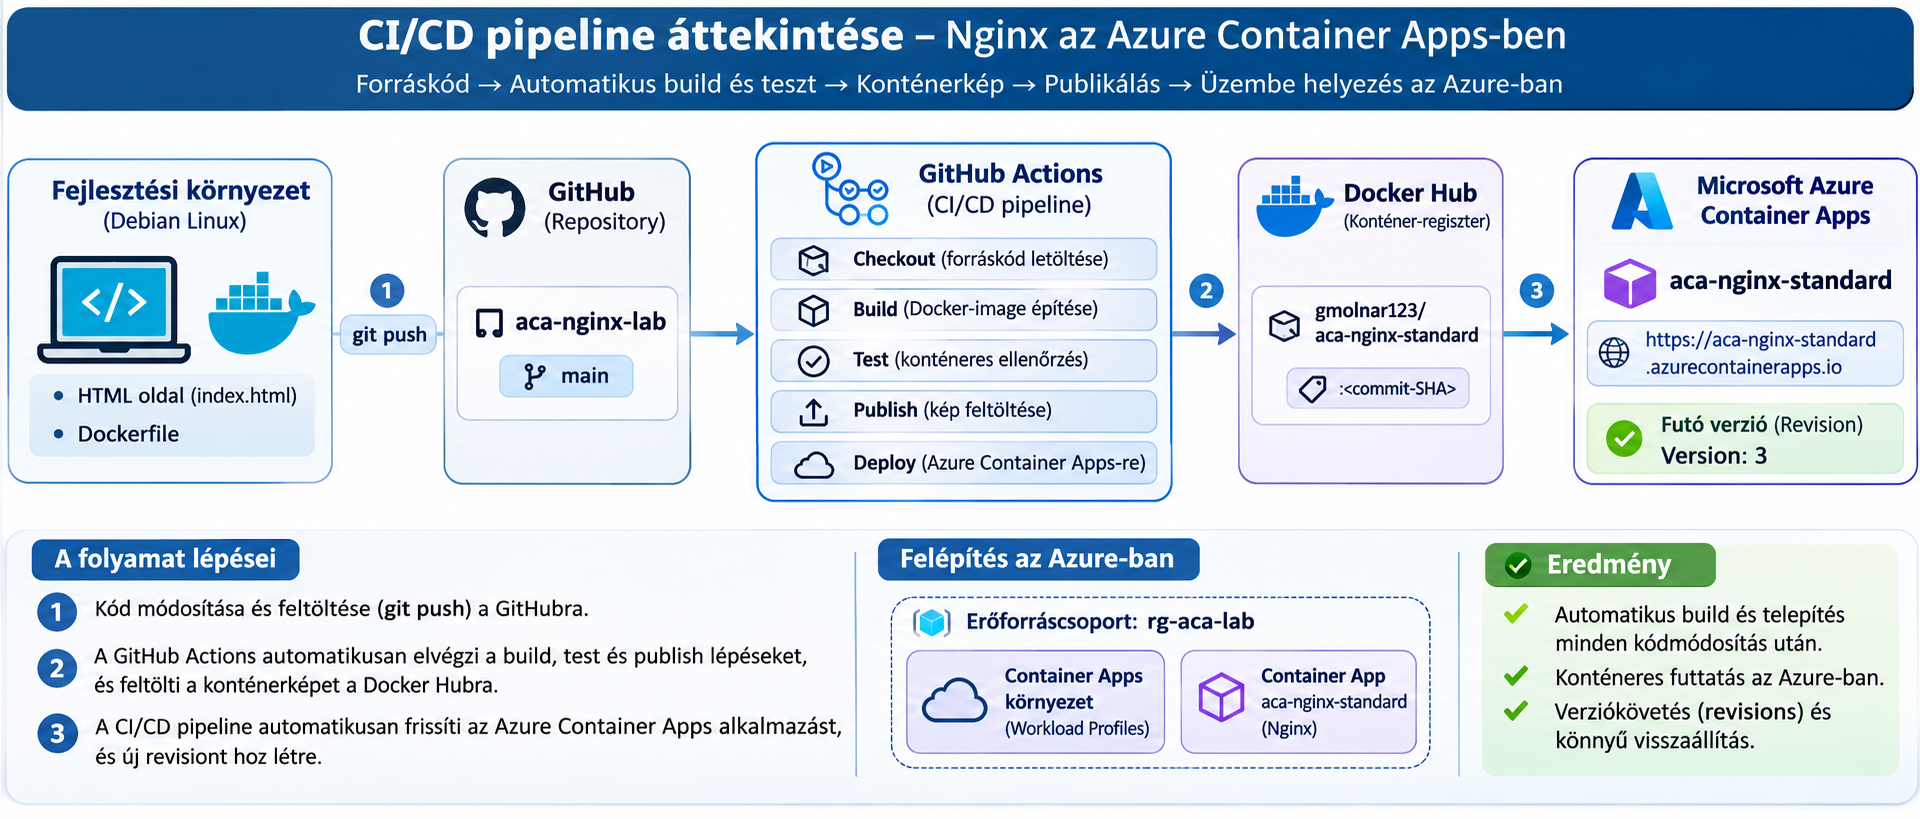 CI/CD pipeline áttekintése – Nginx az Azure Container Apps-ben
Forráskód → Automatikus build és teszt → Konténerkép → Publikálás → Üzembe helyezés az Azure-ban
Fejlesztési környezet
(Debian Linux)
</>
• HTML oldal (index.html)
• Dockerfile
1
git push
GitHub
(Repository)
aca-nginx-lab
main
GitHub Actions
(CI/CD pipeline)
Checkout (forráskód letöltése)
Build (Docker-image építése)
Test (konténeres ellenőrzés)
Publish (kép feltöltése)
Deploy (Azure Container Apps-re)
2
Docker Hub
(Konténer-regiszter)
gmolnar123/
aca-nginx-standard
:<commit-SHA>
3
Microsoft Azure
Container Apps
aca-nginx-standard
https://aca-nginx-standard
.azurecontainerapps.io
Futó verzió (Revision)
Version: 3
A folyamat lépései
1 Kód módosítása és feltöltése (git push) a GitHubra.
2 A GitHub Actions automatikusan elvégzi a build, test és publish lépéseket,
és feltölti a konténerképet a Docker Hubra.
3 A CI/CD pipeline automatikusan frissíti az Azure Container Apps alkalmazást,
és új revisiont hoz létre.
Felépítés az Azure-ban
Erőforráscsoport: rg-aca-lab
Container Apps
környezet
(Workload Profiles)
Container App
aca-nginx-standard
(Nginx)
Eredmény
Automatikus build és telepítés
minden kódmódosítás után.
Konténeres futtatás az Azure-ban.
Verziókövetés (revisions) és
könnyű visszaállítás.